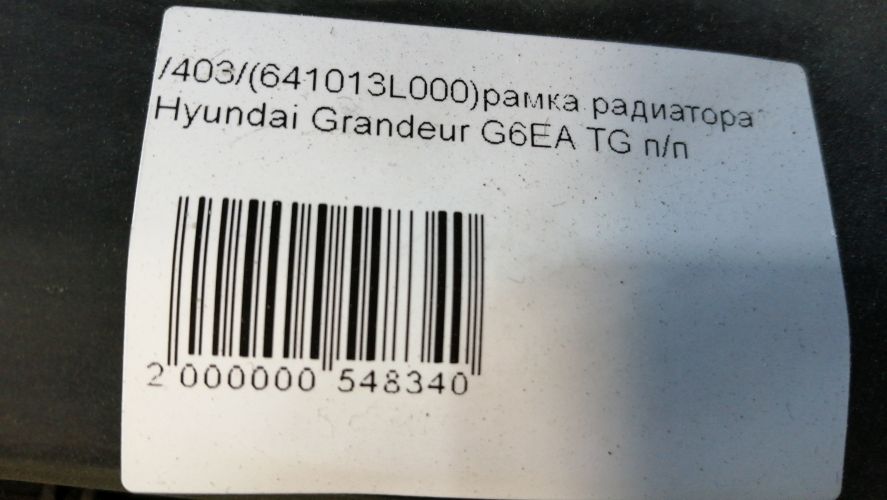 /403/(641013L000)рамка радиатора
Hyundai Grandeur G6EA TG п/п
2 000000 548340